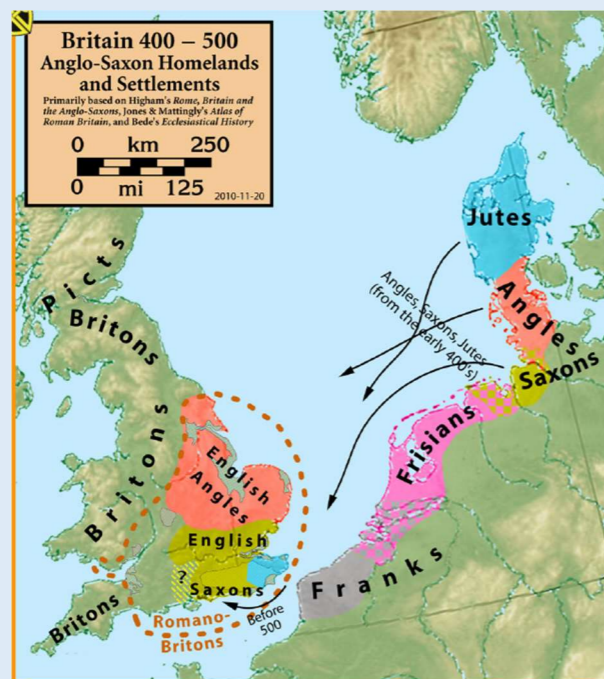 Britain 400 – 500
Anglo-Saxon Homelands
and Settlements
Primarily based on Higham's Rome, Britain and
the Anglo-Saxons, Jones & Mattingly's Atlas of
Roman Britain, and Bede's Ecclesiastical History
0 km 250
0 mi 125
2010-11-20
Jutes
Picts
Britons
Angles, Saxons, Jutes
(from the early 400's)
Angles
Saxons
Frisians
Britons
English
Angles
English
?
Saxons
Franks
Britons
Before
500
Romano-
Britons